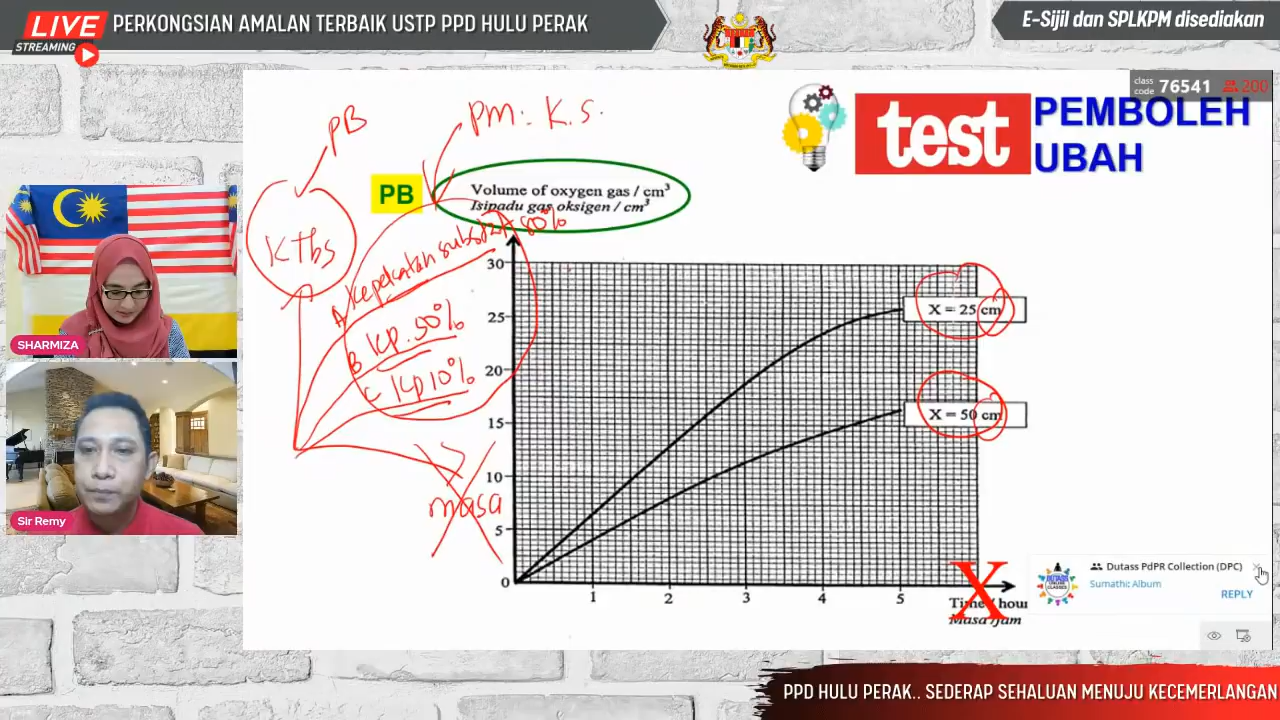 LIVE
STREAMING
PERKONGSIAN AMALAN TERBAIK USTP PPD HULU PERAK
E-Sijil dan SPLKPM disediakan
class
code 76541 200
test
PEMBOLEH
UBAH
PB
PM: K.S.
PB
Volume of oxygen gas / cm³
Isipadu gas oksigen / cm³
K Tbs
A Kepekatan substrat 80%
B Kp. 50%
C Kp 10%
masa
30
25
20
15
10
5
0
1
2
3
4
5
X = 25 cm
X = 50 cm
X
Time / hour
Masa /jam
SHARMIZA
Sir Remy
Dutass PdPR Collection (DPC)
Sumathi: Album
REPLY
PPD HULU PERAK.. SEDERAP SEHALUAN MENUJU KECEMERLANGAN